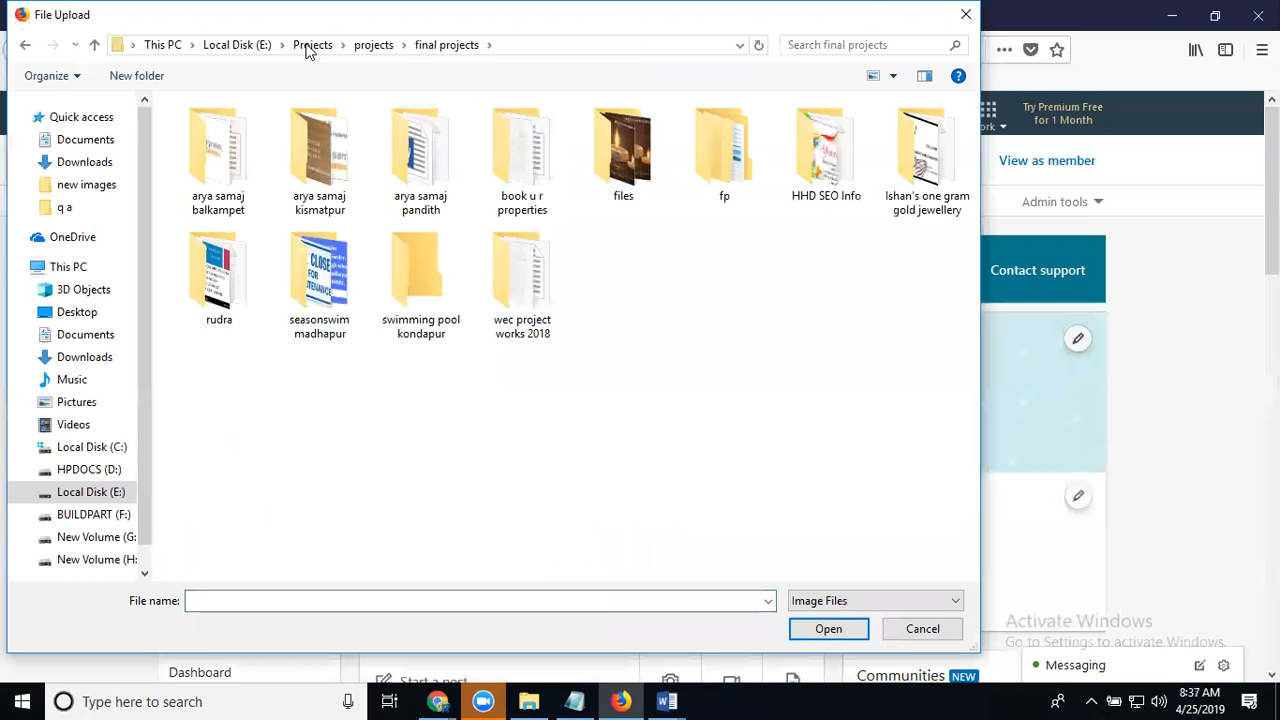 File Upload
This PC
Local Disk (E:)
Projects
projects
final projects
Search final projects
Organize
New folder
Try Premium Free
for 1 Month
ork
View as member
Admin tools
Contact support
Quick access
Documents
Downloads
new images
q a
OneDrive
This PC
3D Objects
Desktop
Documents
Downloads
Music
Pictures
Videos
Local Disk (C:)
HPDOCS (D:)
Local Disk (E:)
BUILDPART (F:)
New Volume (G:
New Volume (H:
arya samaj
balkampet
arya samaj
kismatpur
arya samaj
pandith
book u r
properties
files
fp
HHD SEO Info
Ishan's one gram
gold jewellery
rudra
CLOSE
FOR
seasonswim
madhapur
swimming pool
kondapur
wec project
works 2018
File name:
Image Files
Open
Cancel
Activate Windows
Go to Settings to activate Windows.
Dashboard
Start a post
Communities NEW
Messaging
Type here to search
8:37 AM
4/25/2019